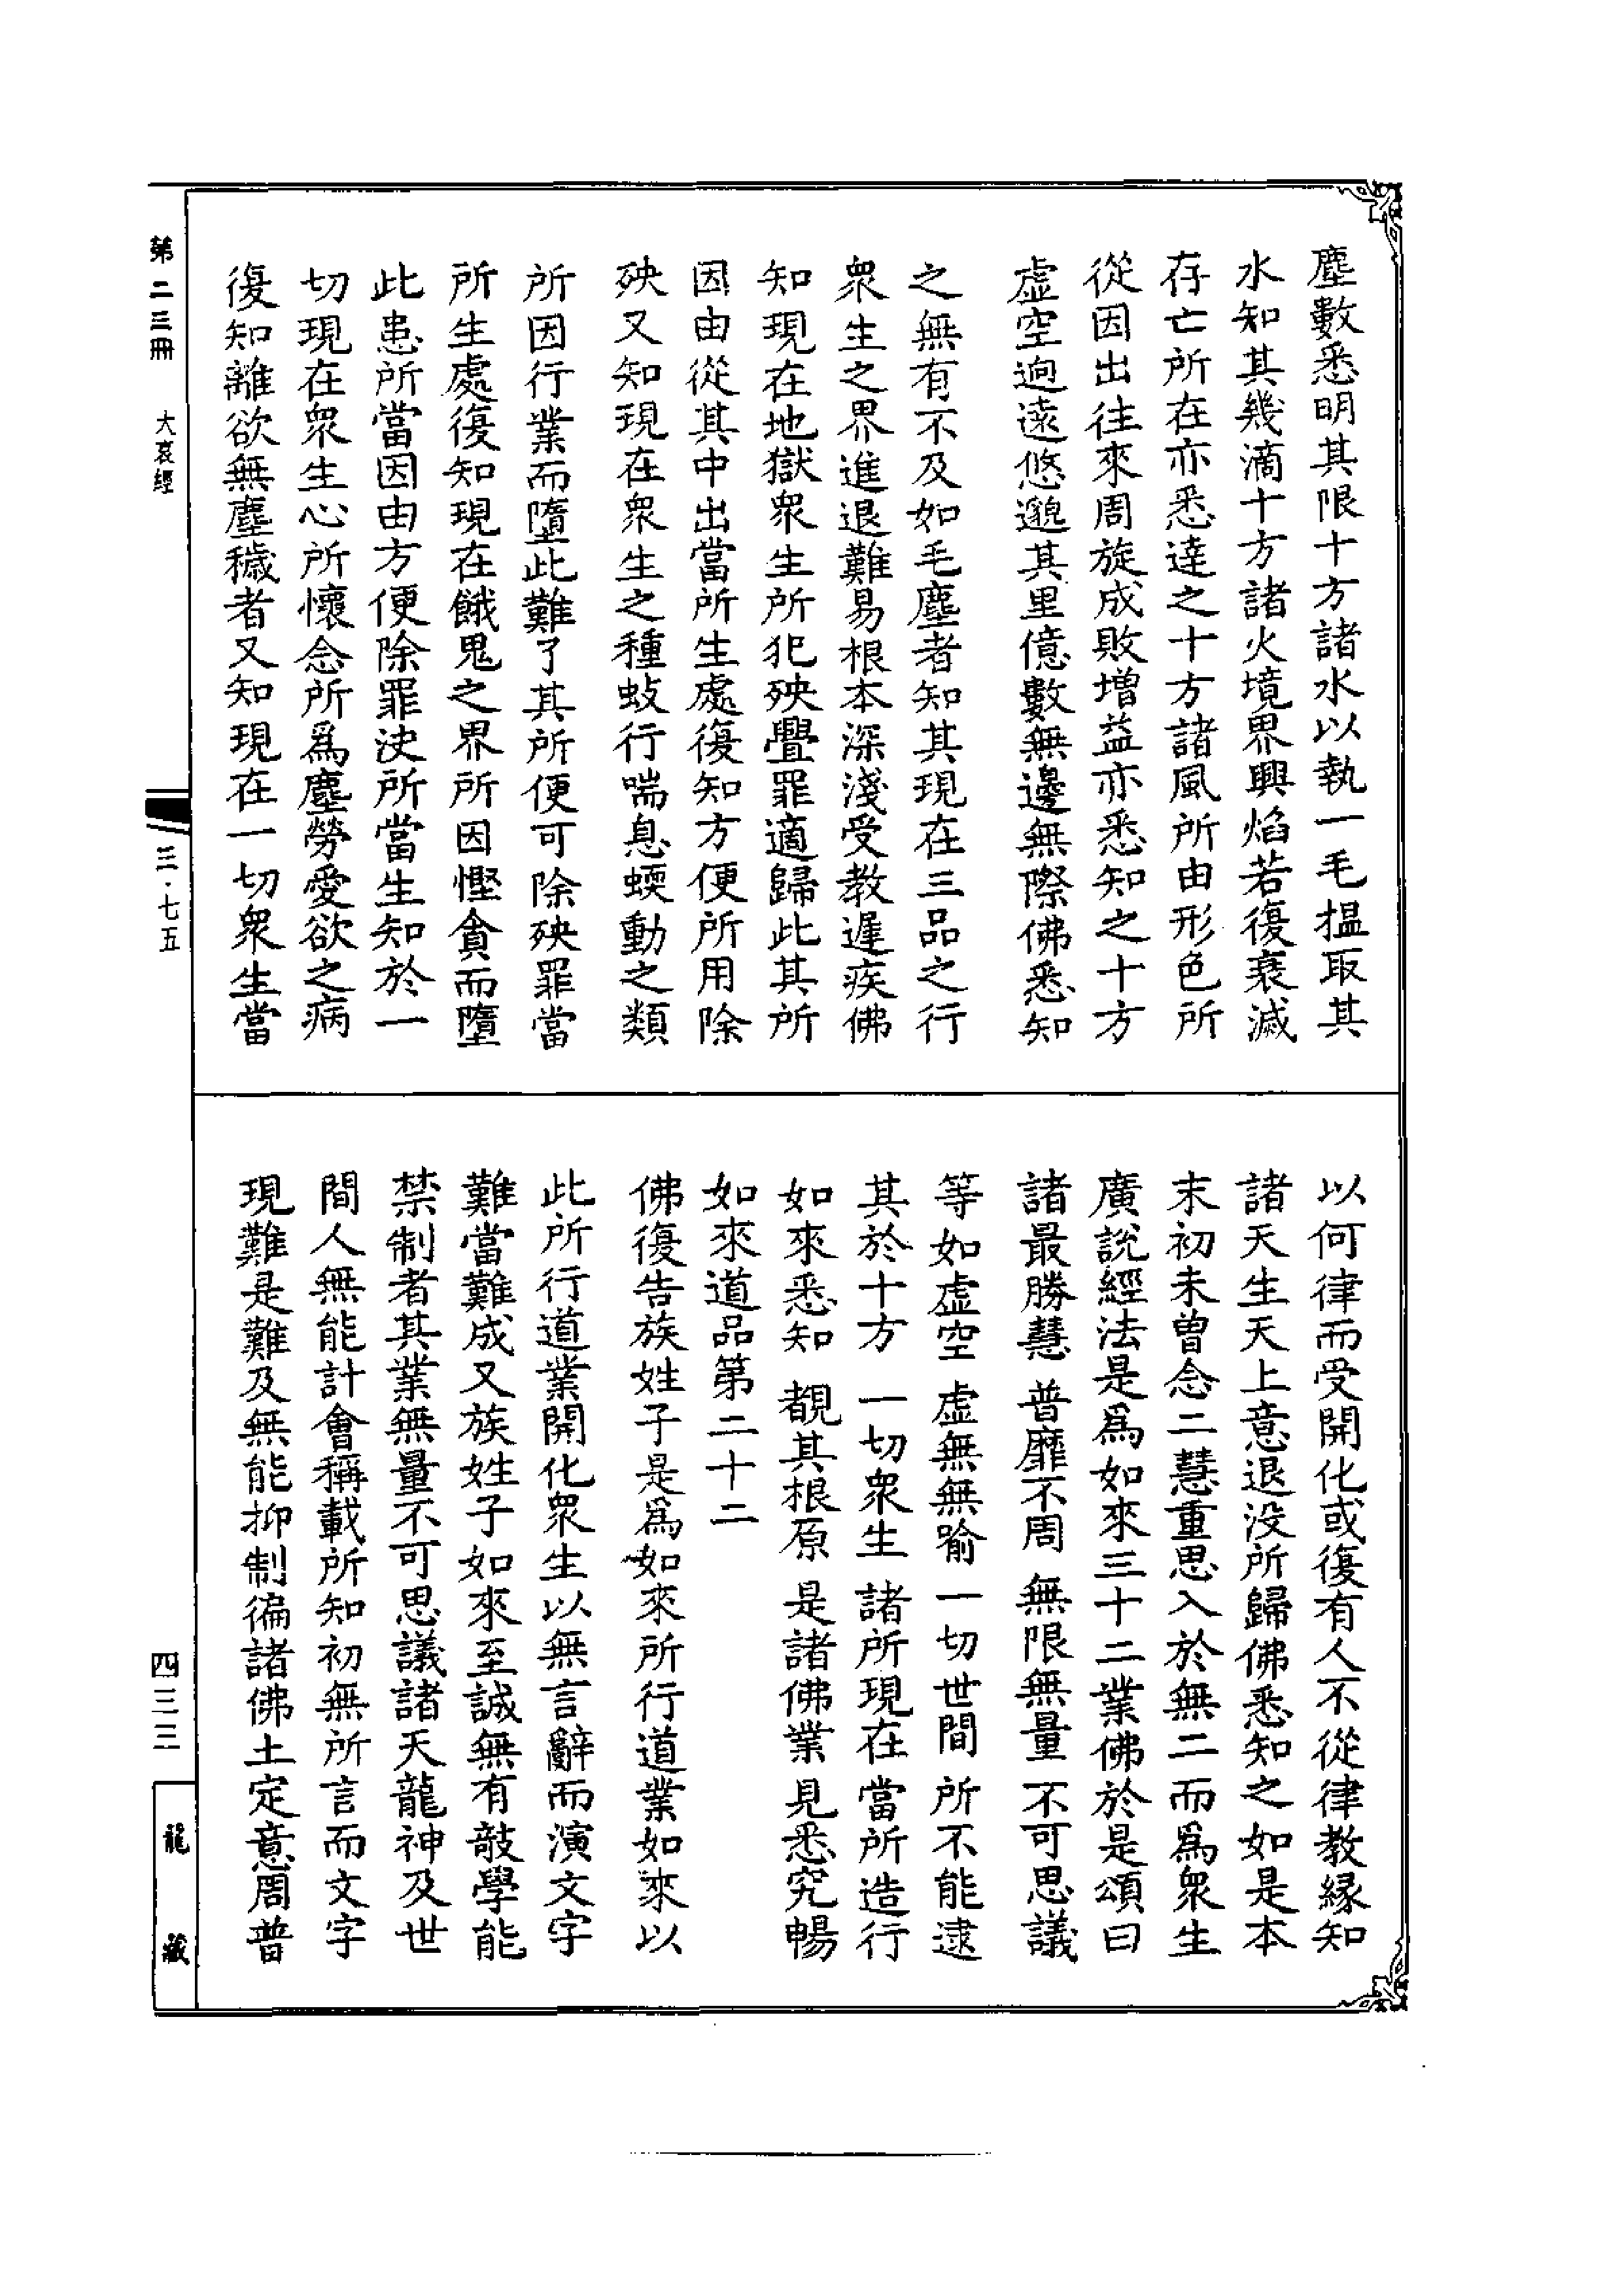 塵數悉明其限十方諸水以執一毛揾取其
水知其幾滴十方諸火境界興焰若復衰滅
存亡所在亦悉達之十方諸風所由形色所
從因出往來周旋成敗增益亦悉知之十方
虛空逈遠悠邈其里億數無邊無際佛悉知
之無有不及如毛塵者知其現在三品之行
衆生之界進退難易根本深淺受教遲疾佛
知現在地獄衆生所犯殃舋罪適歸此其所
因由從其中出當所生處復知方便所用除
殃又知現在衆生之種蚑行喘息蝡動之類
所因行業而墮此難了其所便可除殃罪當
所生處復知現在餓鬼之界所因慳貪而墮
此患所當因由方便除罪決所當生知於一
切現在衆生心所懷念所爲塵勞愛欲之病
復知離欲無塵穢者又知現在一切衆生當
以何律而受開化或復有人不從律教縁知
諸天生天上意退没所歸佛悉知之如是本
末初未曽念二慧重思入於無二而爲衆生
廣說經法是爲如來三十二業佛於是頌曰
諸最勝慧 普靡不周 無限無量 不可思議
等如虛空 虛無無喻 一切世間 所不能逮
其於十方 一切衆生 諸所現在 當所造行
如來悉知 覩其根原 是諸佛業 見悉究暢
如來道品第二十二
佛復告族姓子是爲如來所行道業如來以
此所行道業開化衆生以無言辭而演文字
難當難成又族姓子如來至誠無有敼學能
禁制者其業無量不可思議諸天龍神及世
間人無能計會稱載所知初無所言而文字
現難是難及無能抑制徧諸佛土定意周普
第二三冊 大哀經
三·七五
四三三
龍藏